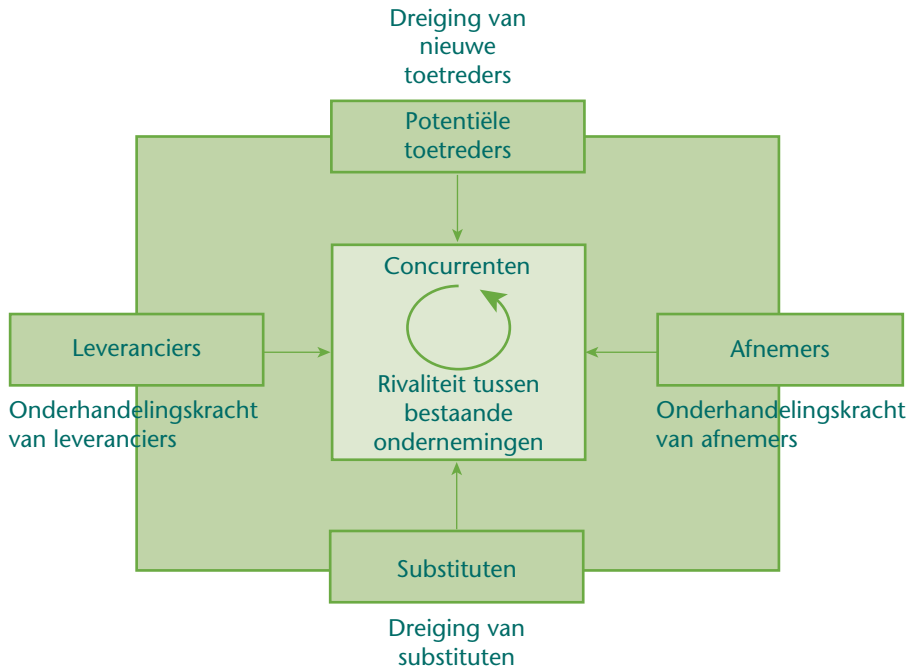 Dreiging van
nieuwe
toetreders
Potentiële
toetreders
Concurrenten
Leveranciers
Afnemers
Rivaliteit tussen
bestaande
ondernemingen
Onderhandelingskracht
van leveranciers
Onderhandelingskracht
van afnemers
Substituten
Dreiging van
substituten